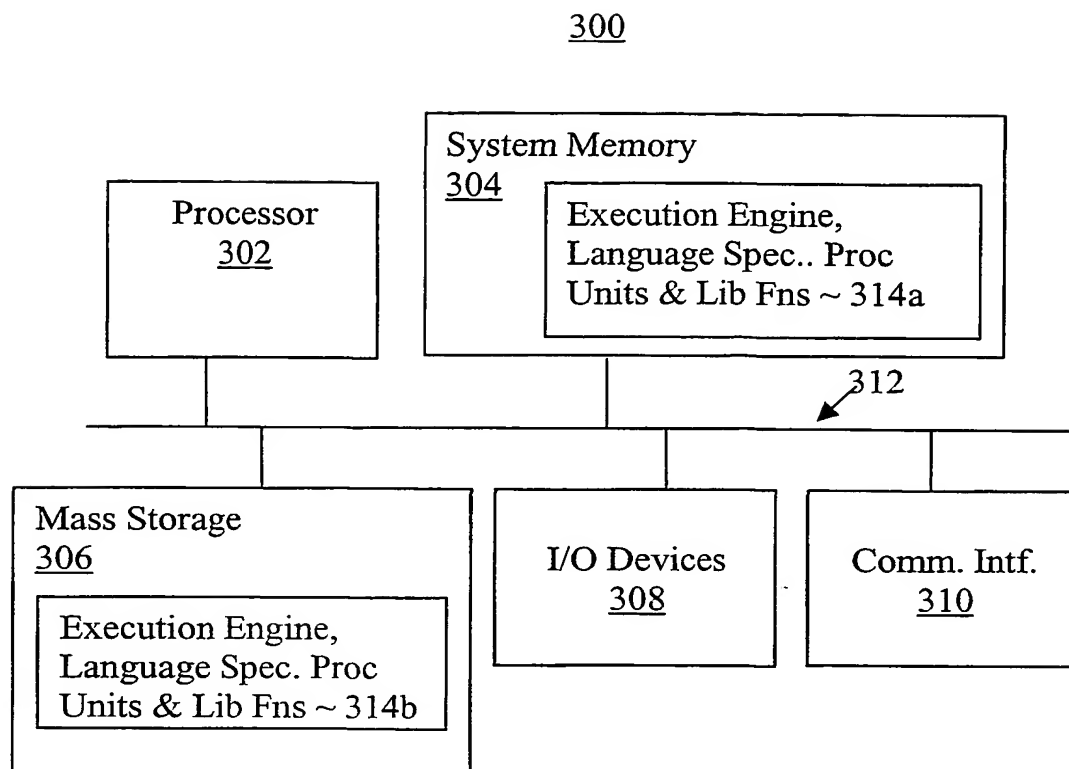 300
System Memory
304
Execution Engine,
Language Spec.. Proc
Units & Lib Fns ~ 314a
Processor
302
312
Mass Storage
306
Execution Engine,
Language Spec. Proc
Units & Lib Fns ~ 314b
I/O Devices
308
Comm. Intf.
310